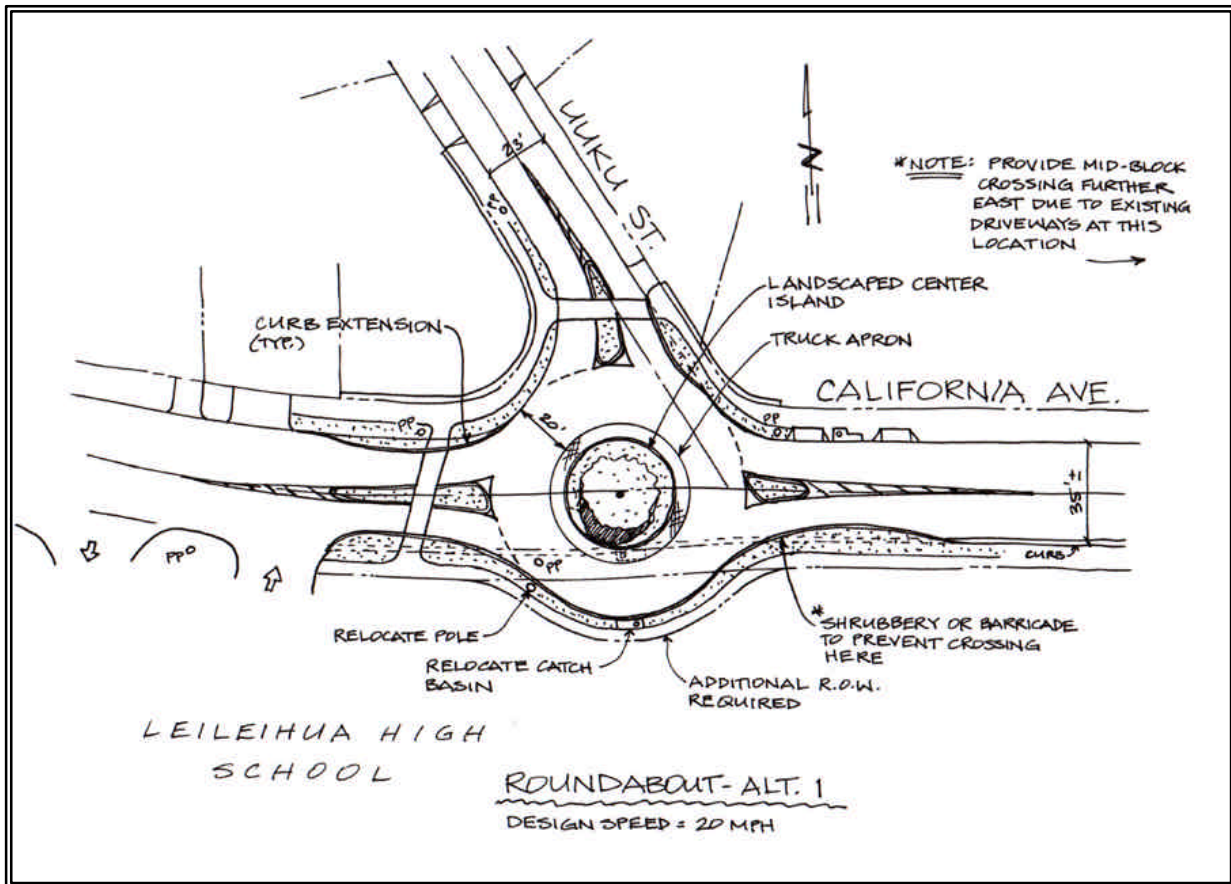 UUKU ST.
23'
N
*NOTE: PROVIDE MID-BLOCK
CROSSING FURTHER
EAST DUE TO EXISTING
DRIVEWAYS AT THIS
LOCATION
PP
LANDSCAPED CENTER
ISLAND
CURB EXTENSION
(TYP.)
TRUCK APRON
CALIFORNIA AVE.
PP
20'
PP
35'±
PP
PP
CURB
RELOCATE POLE
*SHRUBBERY OR BARRICADE
TO PREVENT CROSSING
HERE
RELOCATE CATCH
BASIN
ADDITIONAL R.O.W.
REQUIRED
LEILEIHUA HIGH
SCHOOL
ROUNDABOUT-ALT. 1
DESIGN SPEED = 20 MPH